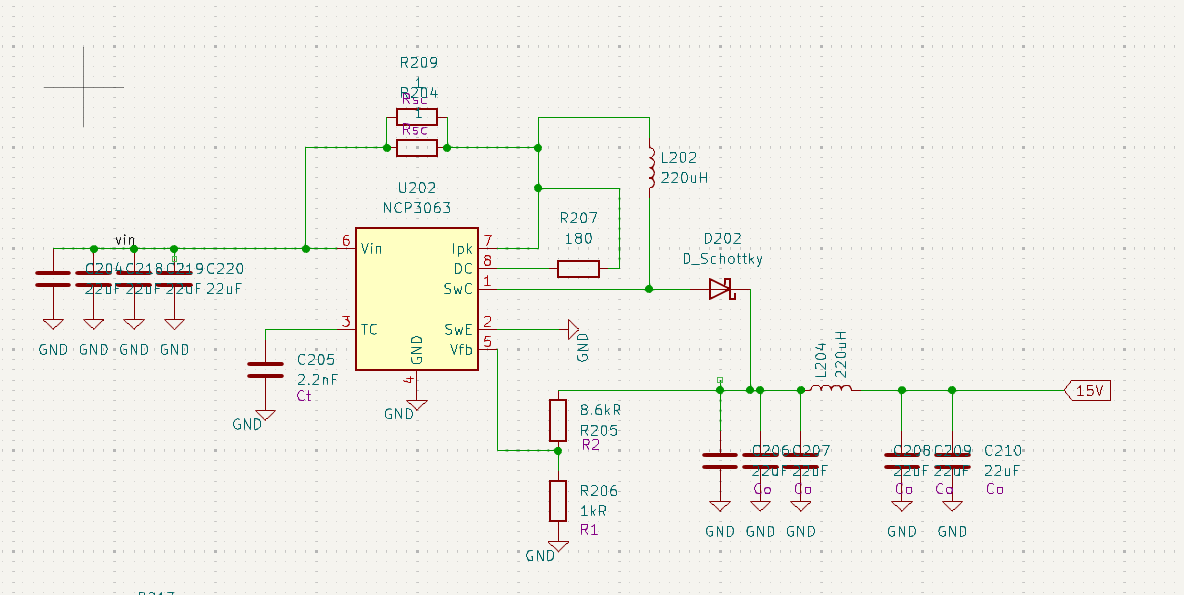 R209
1
Rsc
R204
1
Rsc
U202
NCP3063
L202
220uH
R207
180
D202
D_Schottky
vin
6
Vin
Ipk
7
DC
8
SwC
1
3
TC
SwE
2
Vfb
5
GND
4
C204
22uF
C218
22uF
C219
22uF
C220
22uF
GND
GND
GND
GND
C205
2.2nF
Ct
GND
GND
GND
L204
220uH
15V
8.6kR
R205
R2
R206
1kR
R1
GND
C206
22uF
Co
C207
22uF
Co
C208
22uF
Co
C209
22uF
Co
C210
22uF
Co
GND
GND
GND
GND
GND